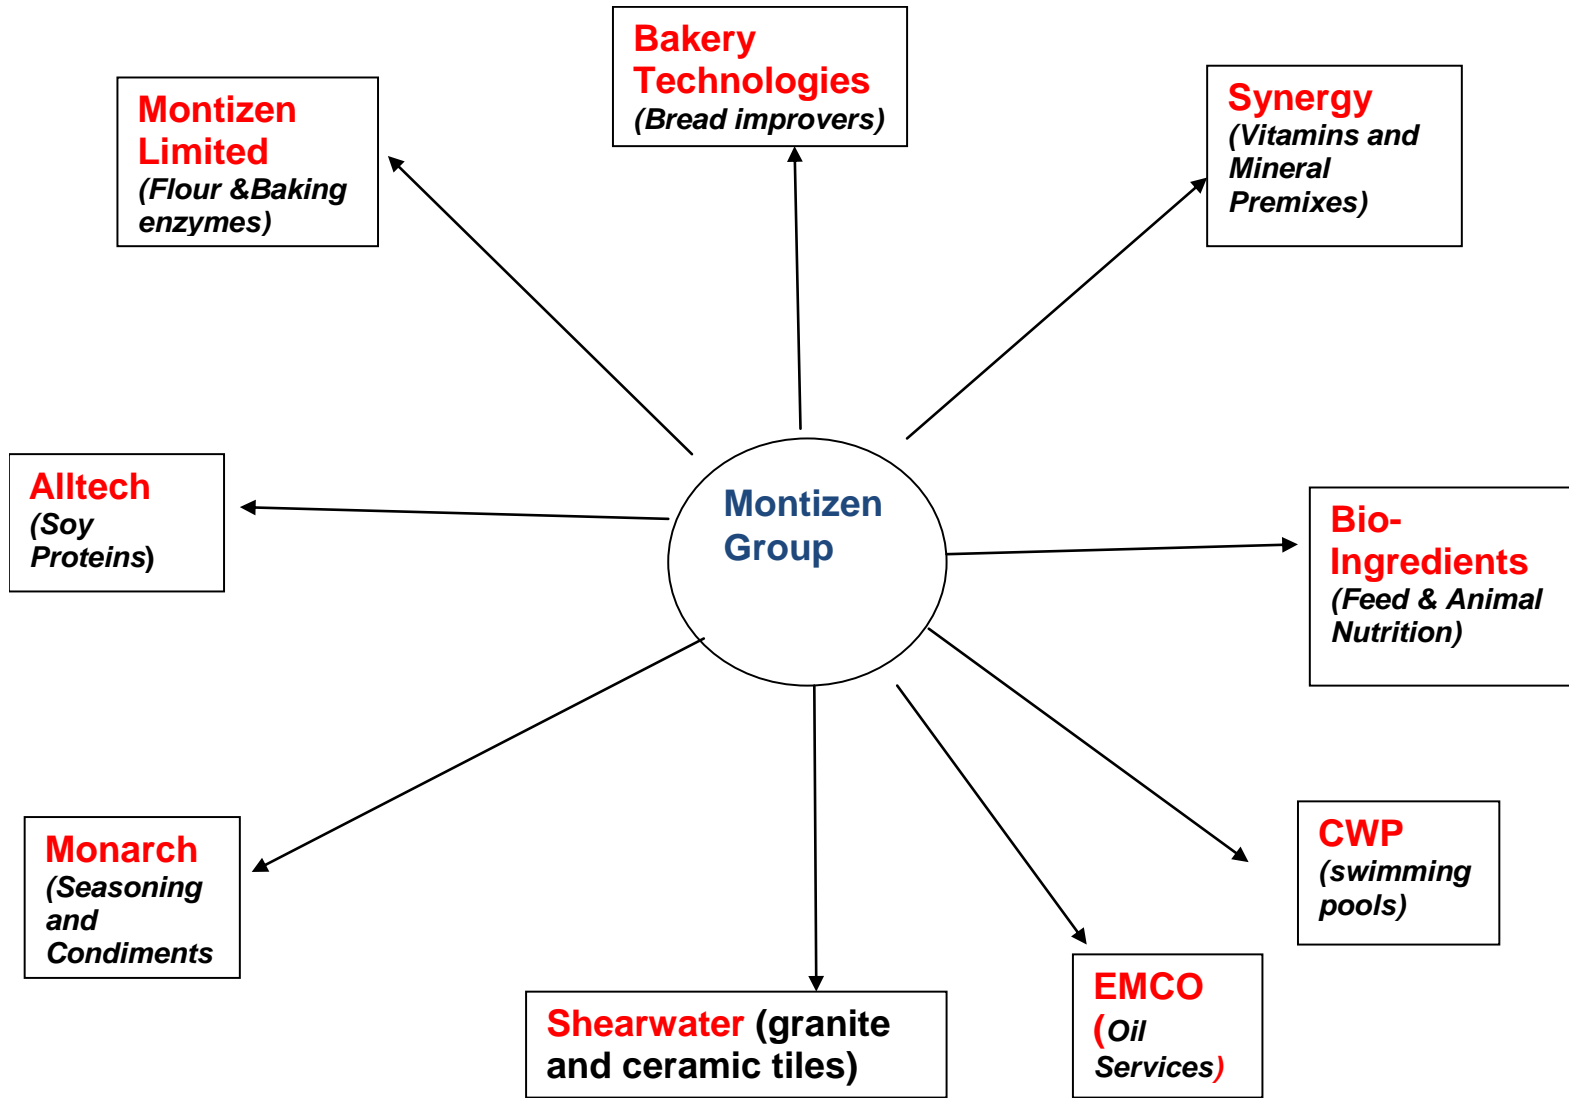 Bakery
Technologies
(Bread improvers)
Montizen
Limited
(Flour &Baking
enzymes)
Synergy
(Vitamins and
Mineral
Premixes)
Alltech
(Soy
Proteins)
Montizen
Group
Bio-
Ingredients
(Feed & Animal
Nutrition)
Monarch
(Seasoning
and
Condiments
CWP
(swimming
pools)
Shearwater (granite
and ceramic tiles)
EMCO
(Oil
Services)